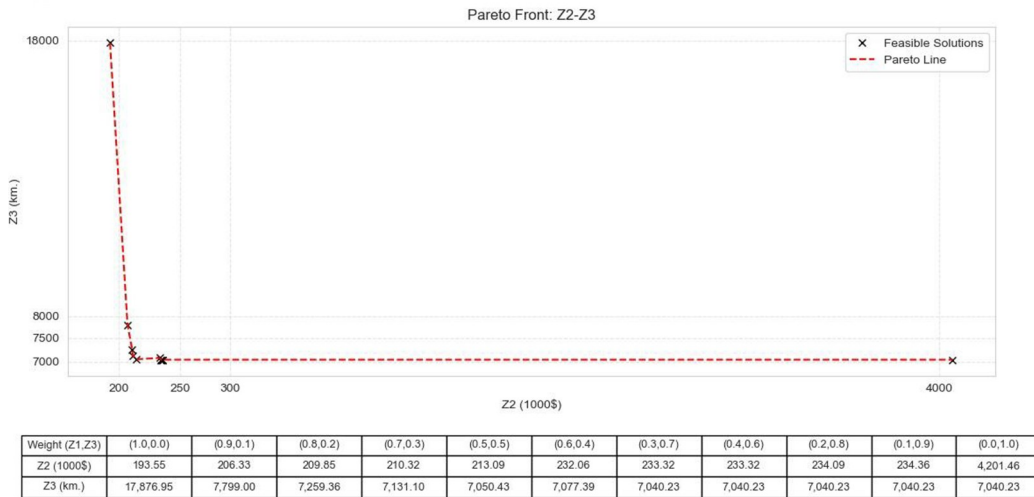 Pareto Front: Z2-Z3
18000
Feasible Solutions
Pareto Line
Z3 (km.)
8000
7500
7000
200 250 300 4000
Z2 (1000$)
Weight (Z1,Z3) (1.0,0.0) (0.9,0.1) (0.8,0.2) (0.7,0.3) (0.5,0.5) (0.6,0.4) (0.3,0.7) (0.4,0.6) (0.2,0.8) (0.1,0.9) (0.0,1.0)
Z2 (1000$) 193.55 206.33 209.85 210.32 213.09 232.06 233.32 233.32 234.09 234.36 4,201.46
Z3 (km.) 17,876.95 7,799.00 7,259.36 7,131.10 7,050.43 7,077.39 7,040.23 7,040.23 7,040.23 7,040.23 7,040.23